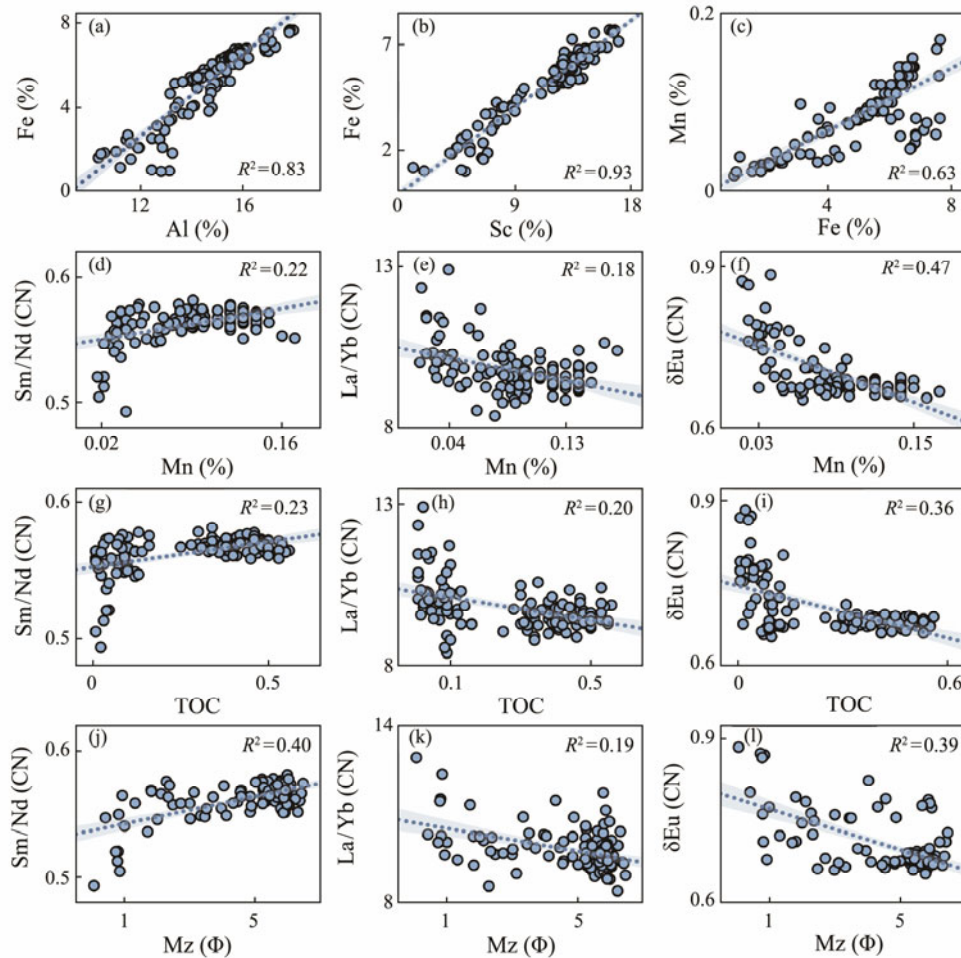 (a)
8
4
0
Fe (%)
R²=0.83
12 16
Al (%)
(b)
7
2
Fe (%)
R²=0.93
0 9 18
Sc (%)
(c)
0.2
0
Mn (%)
R²=0.63
4 8
Fe (%)
(d)
R²=0.22
0.6
0.5
Sm/Nd (CN)
0.02 0.16
Mn (%)
(e)
R²=0.18
13
8
La/Yb (CN)
0.04 0.13
Mn (%)
(f)
R²=0.47
0.9
0.6
δEu (CN)
0.03 0.15
Mn (%)
(g)
R²=0.23
0.6
0.5
Sm/Nd (CN)
0 0.5
TOC
(h)
R²=0.20
13
8
La/Yb (CN)
0.1 0.5
TOC
(i)
R²=0.36
0.9
0.6
δEu (CN)
0 0.6
TOC
(j)
R²=0.40
0.6
0.5
Sm/Nd (CN)
1 5
Mz (Φ)
(k)
R²=0.19
14
8
La/Yb (CN)
1 5
Mz (Φ)
(l)
R²=0.39
0.9
0.6
δEu (CN)
1 5
Mz (Φ)